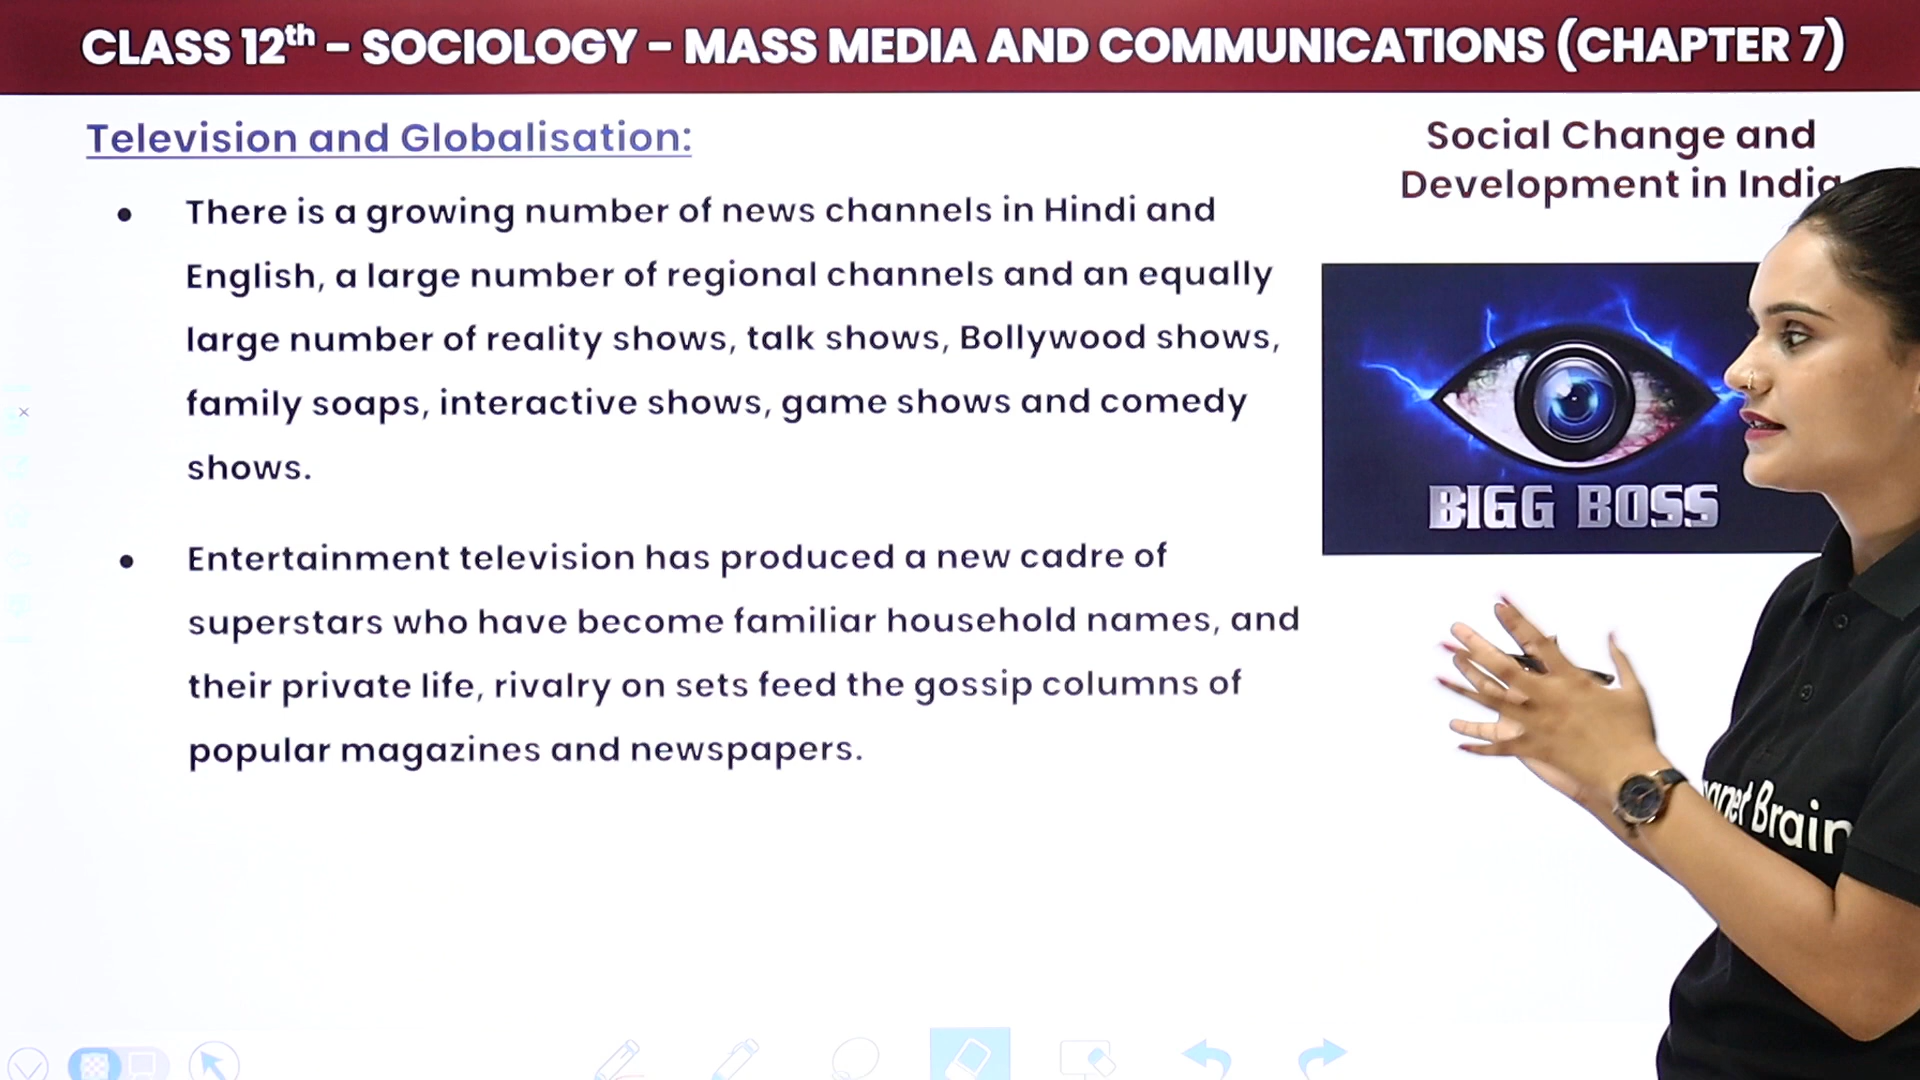 CLASS 12th – SOCIOLOGY – MASS MEDIA AND COMMUNICATIONS (CHAPTER 7)
Television and Globalisation:
Social Change and
Development in India
• There is a growing number of news channels in Hindi and
English, a large number of regional channels and an equally
large number of reality shows, talk shows, Bollywood shows,
family soaps, interactive shows, game shows and comedy
shows.
• Entertainment television has produced a new cadre of
superstars who have become familiar household names, and
their private life, rivalry on sets feed the gossip columns of
popular magazines and newspapers.
BIGG BOSS
Brain